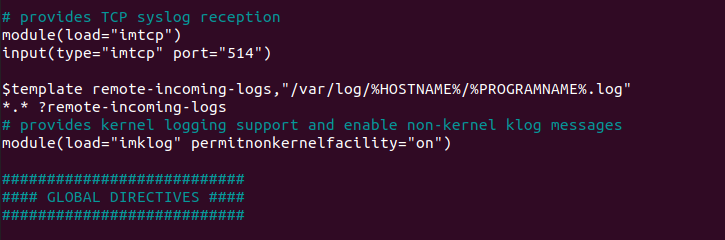 # provides TCP syslog reception
module(load="imtcp")
input(type="imtcp" port="514")
$template remote-incoming-logs,"/var/log/%HOSTNAME%/%PROGRAMNAME%.log"
*.* ?remote-incoming-logs
# provides kernel logging support and enable non-kernel klog messages
module(load="imklog" permitnonkernelfacility="on")
###########################
#### GLOBAL DIRECTIVES ####
###########################